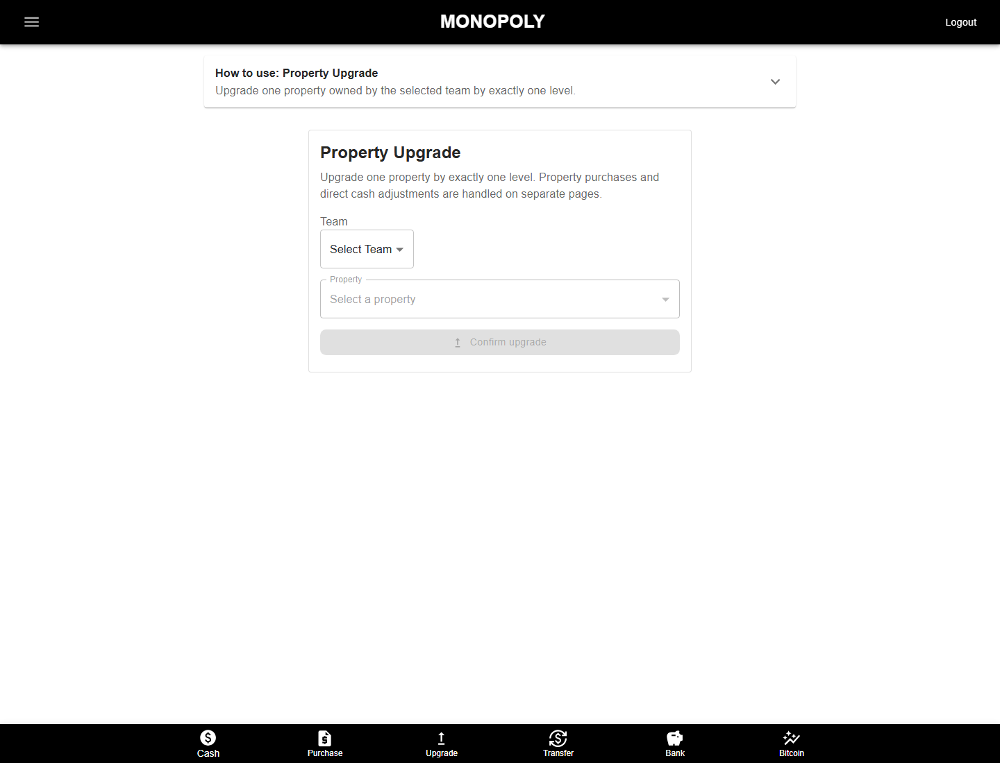 MONOPOLY
Logout
How to use: Property Upgrade
Upgrade one property owned by the selected team by exactly one level.
Property Upgrade
Upgrade one property by exactly one level. Property purchases and
direct cash adjustments are handled on separate pages.
Team
Select Team
Property
Select a property
Confirm upgrade
Cash
Purchase
Upgrade
Transfer
Bank
Bitcoin